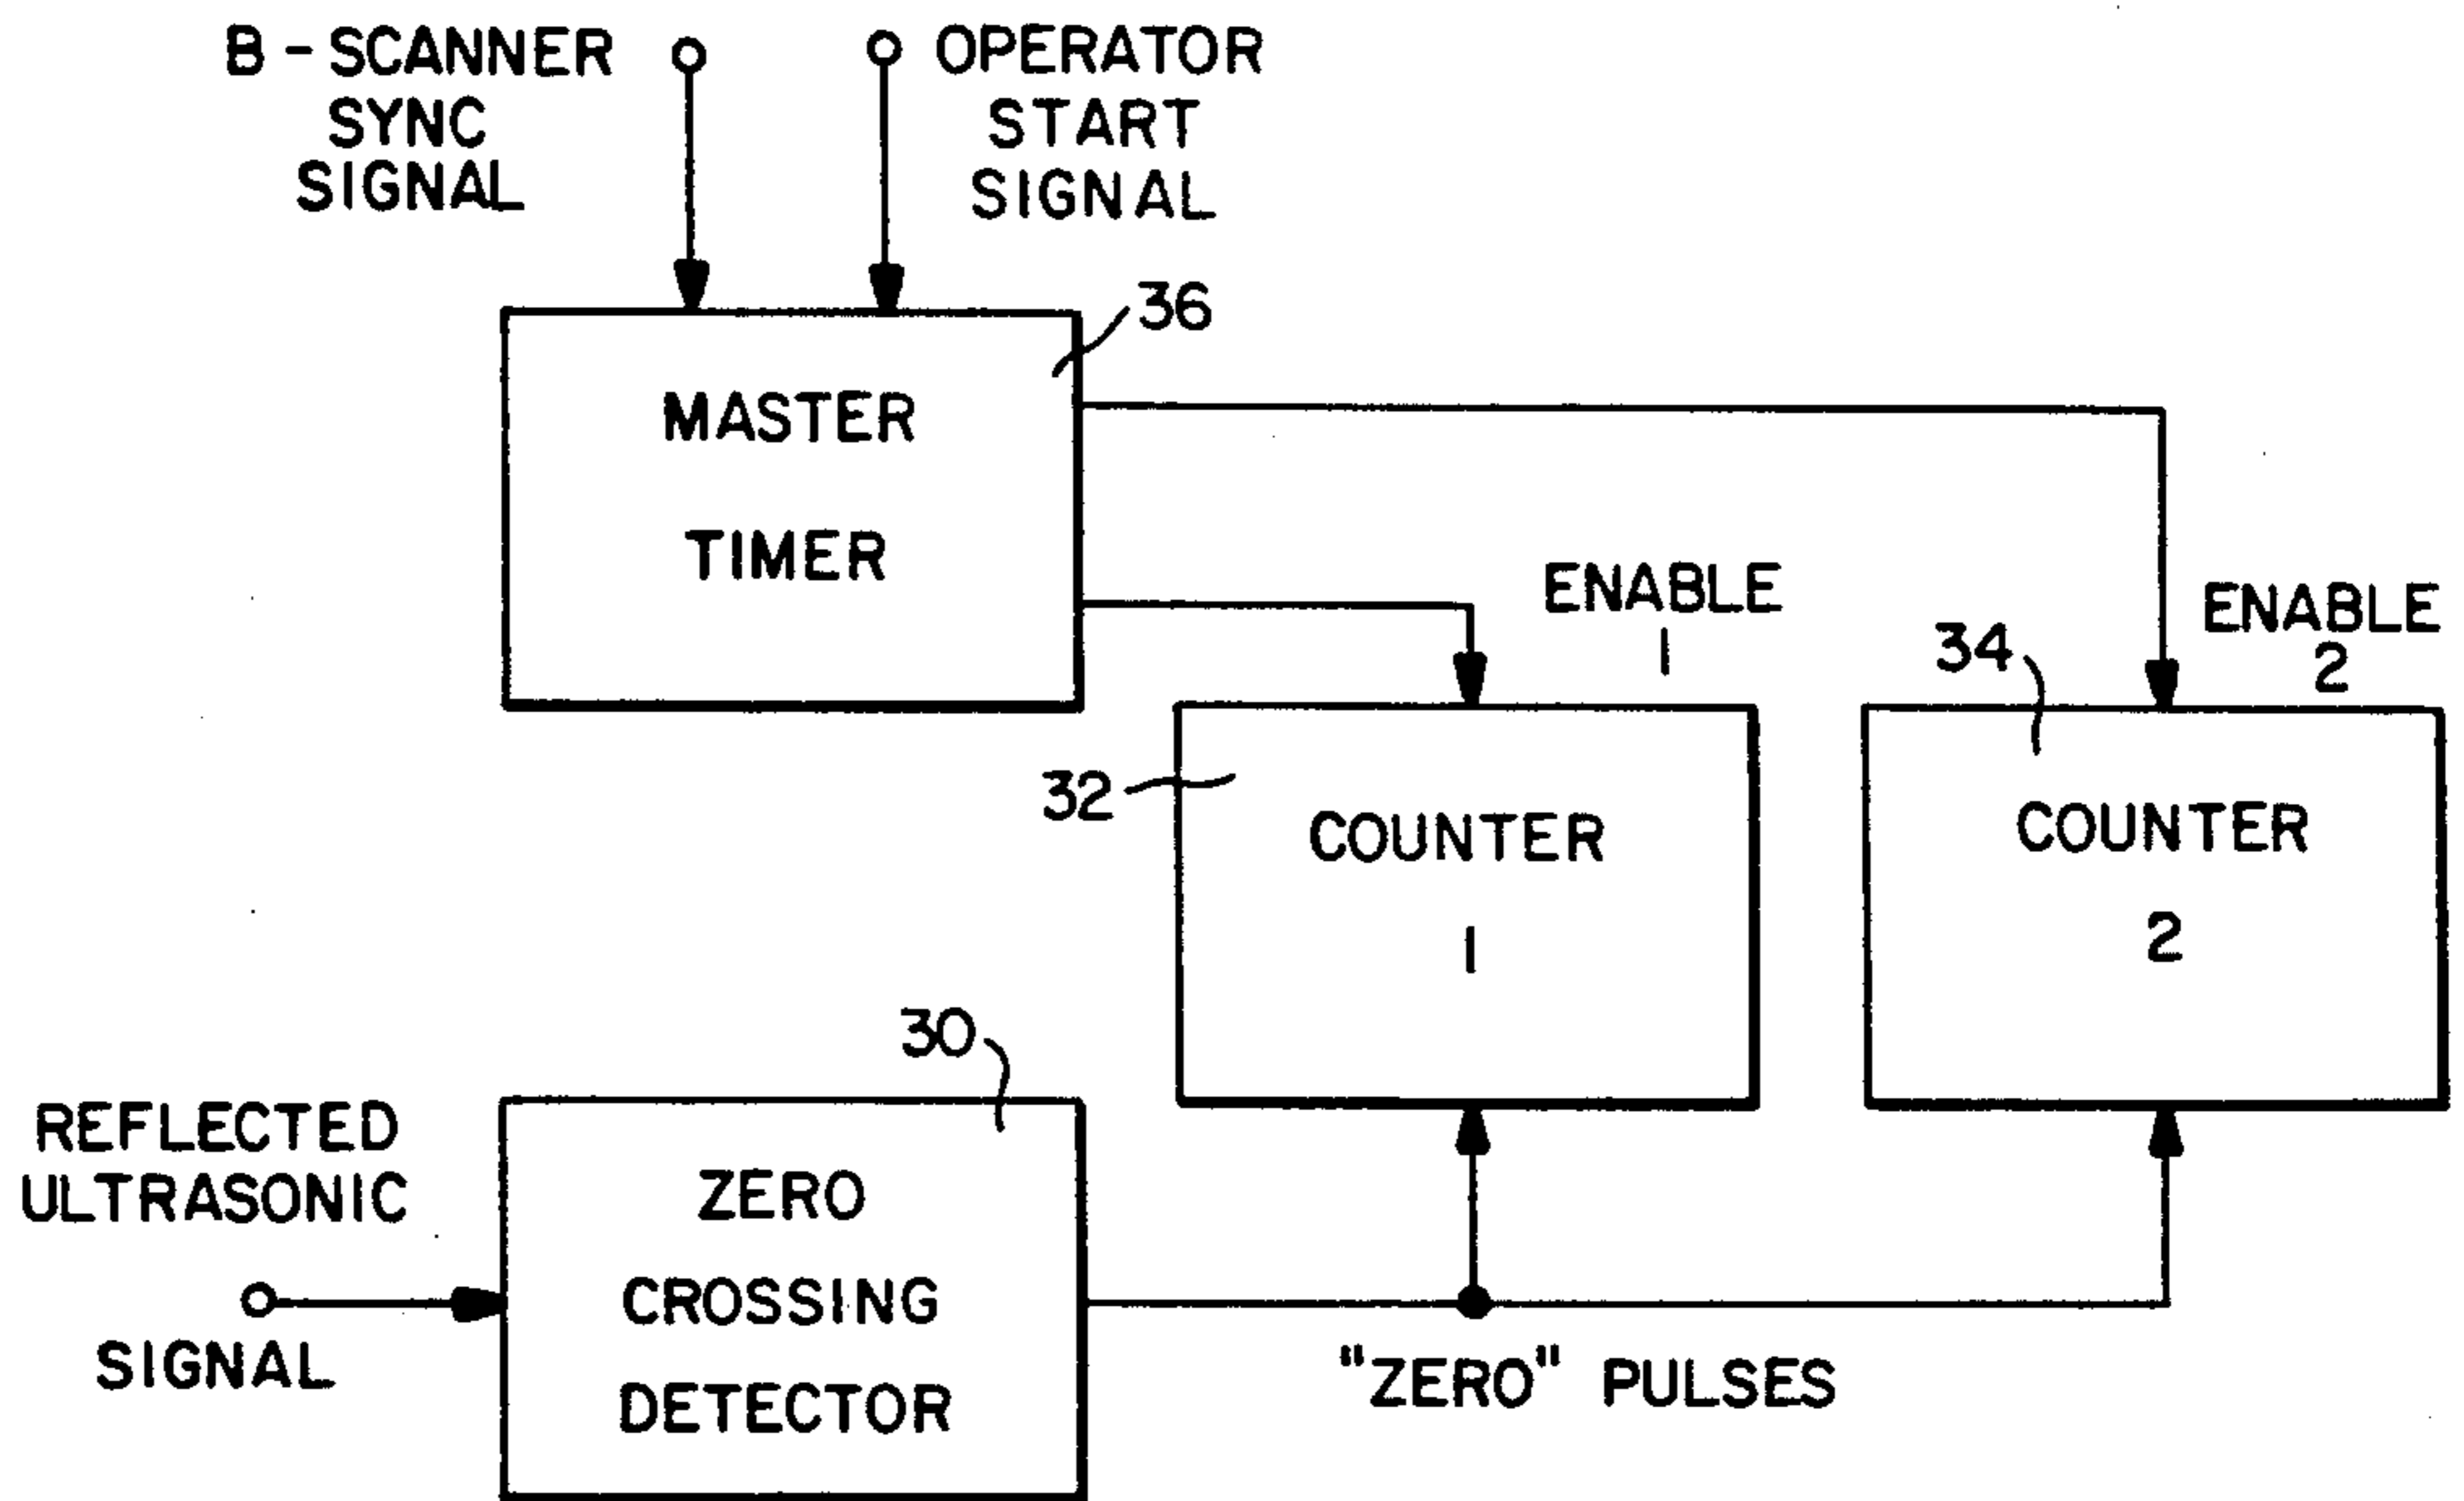 B-SCANNER
SYNC
SIGNAL
OPERATOR
START
SIGNAL
36
MASTER
TIMER
ENABLE
1
ENABLE
2
34
32
COUNTER
1
COUNTER
2
30
REFLECTED
ULTRASONIC
SIGNAL
ZERO
CROSSING
DETECTOR
"ZERO" PULSES